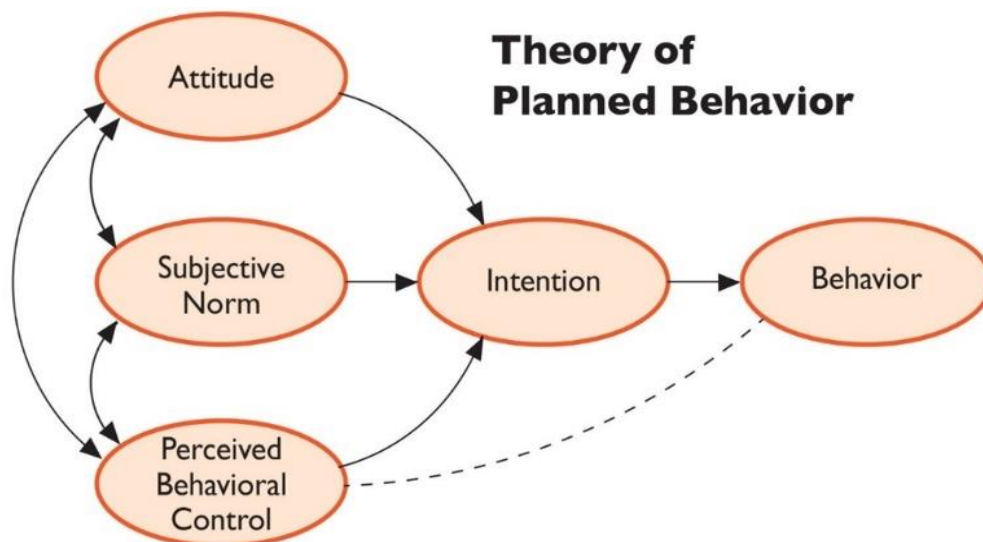 Theory of
Planned Behavior
Attitude
Subjective
Norm
Intention
Behavior
Perceived
Behavioral
Control